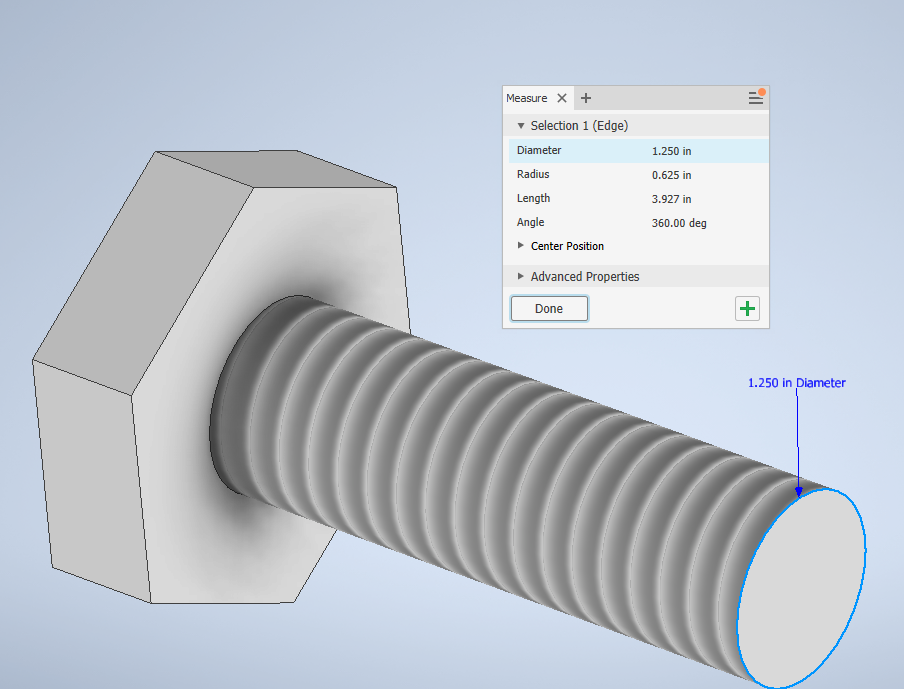 Measure
Selection 1 (Edge)
Diameter 1.250 in
Radius 0.625 in
Length 3.927 in
Angle 360.00 deg
Center Position
Advanced Properties
Done
1.250 in Diameter